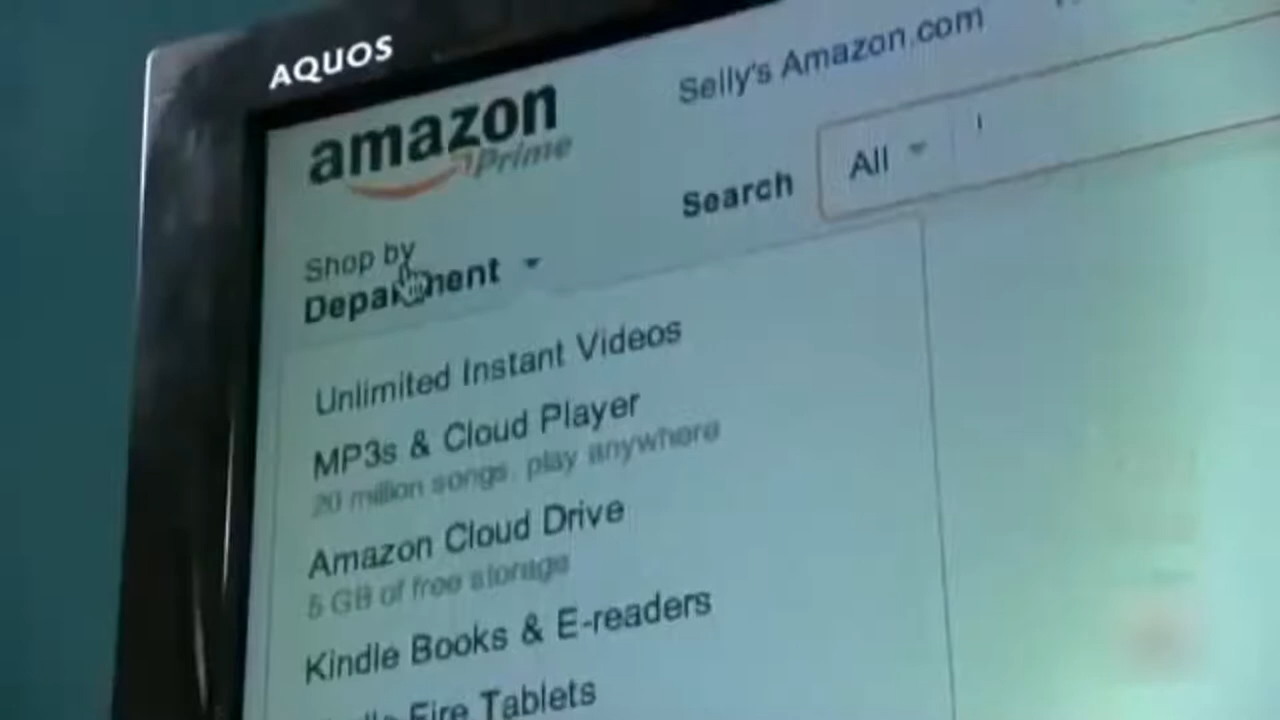 AQUOS
amazon
Prime
Selly's Amazon.com
Search
All
Shop by
Department
Unlimited Instant Videos
MP3s & Cloud Player
20 million songs, play anywhere
Amazon Cloud Drive
5 GB of free storage
Kindle Books & E-readers
Fire Tablets